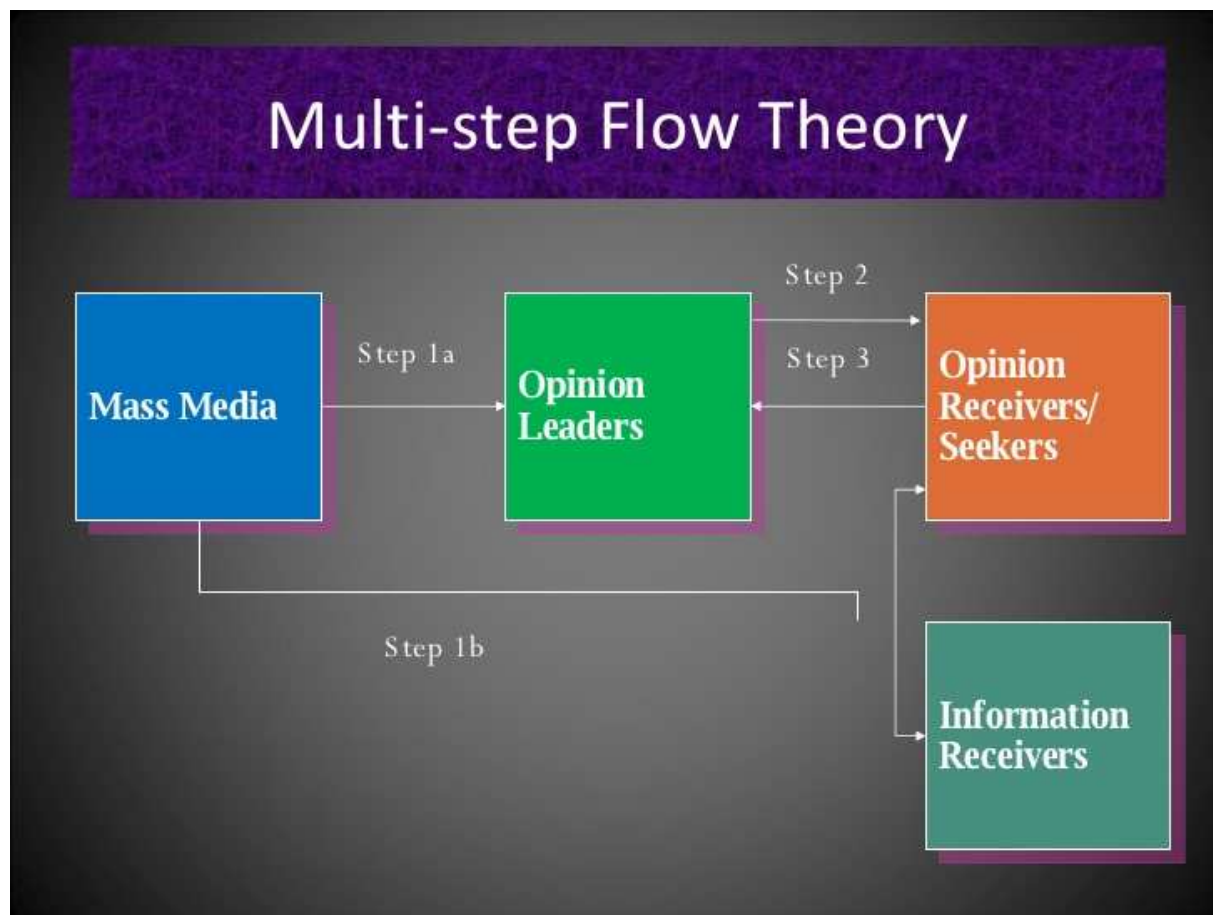 Multi-step Flow Theory
Step 2
Step 1a
Step 3
Mass Media
Opinion
Leaders
Opinion
Receivers/
Seekers
Step 1b
Information
Receivers